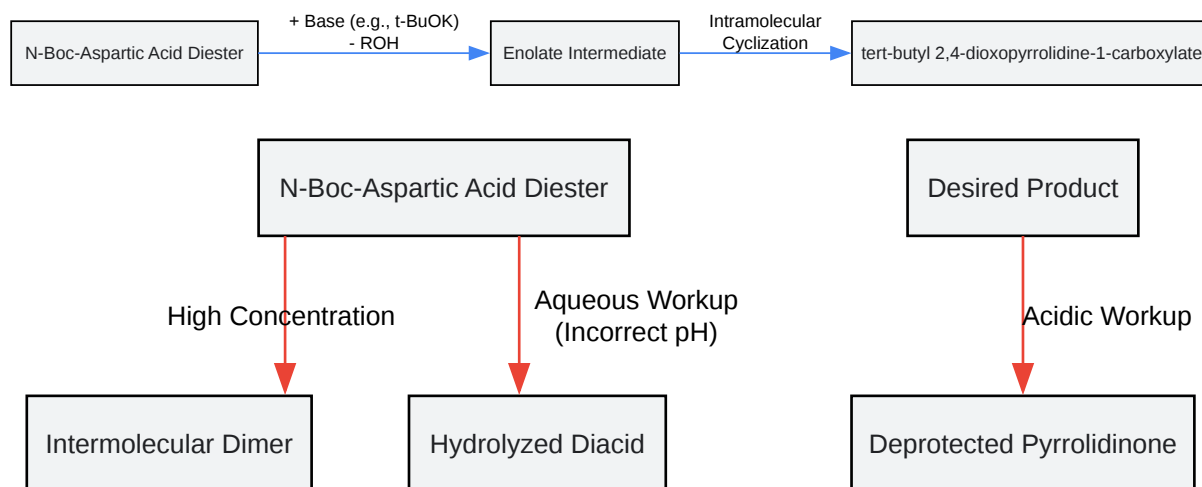 + Base (e.g., t-BuOK)
- ROH
Intramolecular
Cyclization
N-Boc-Aspartic Acid Diester
Enolate Intermediate
tert-butyl 2,4-dioxopyrrolidine-1-carboxylate
N-Boc-Aspartic Acid Diester
Desired Product
High Concentration
Aqueous Workup
(Incorrect pH)
Acidic Workup
Intermolecular Dimer
Hydrolyzed Diacid
Deprotected Pyrrolidinone